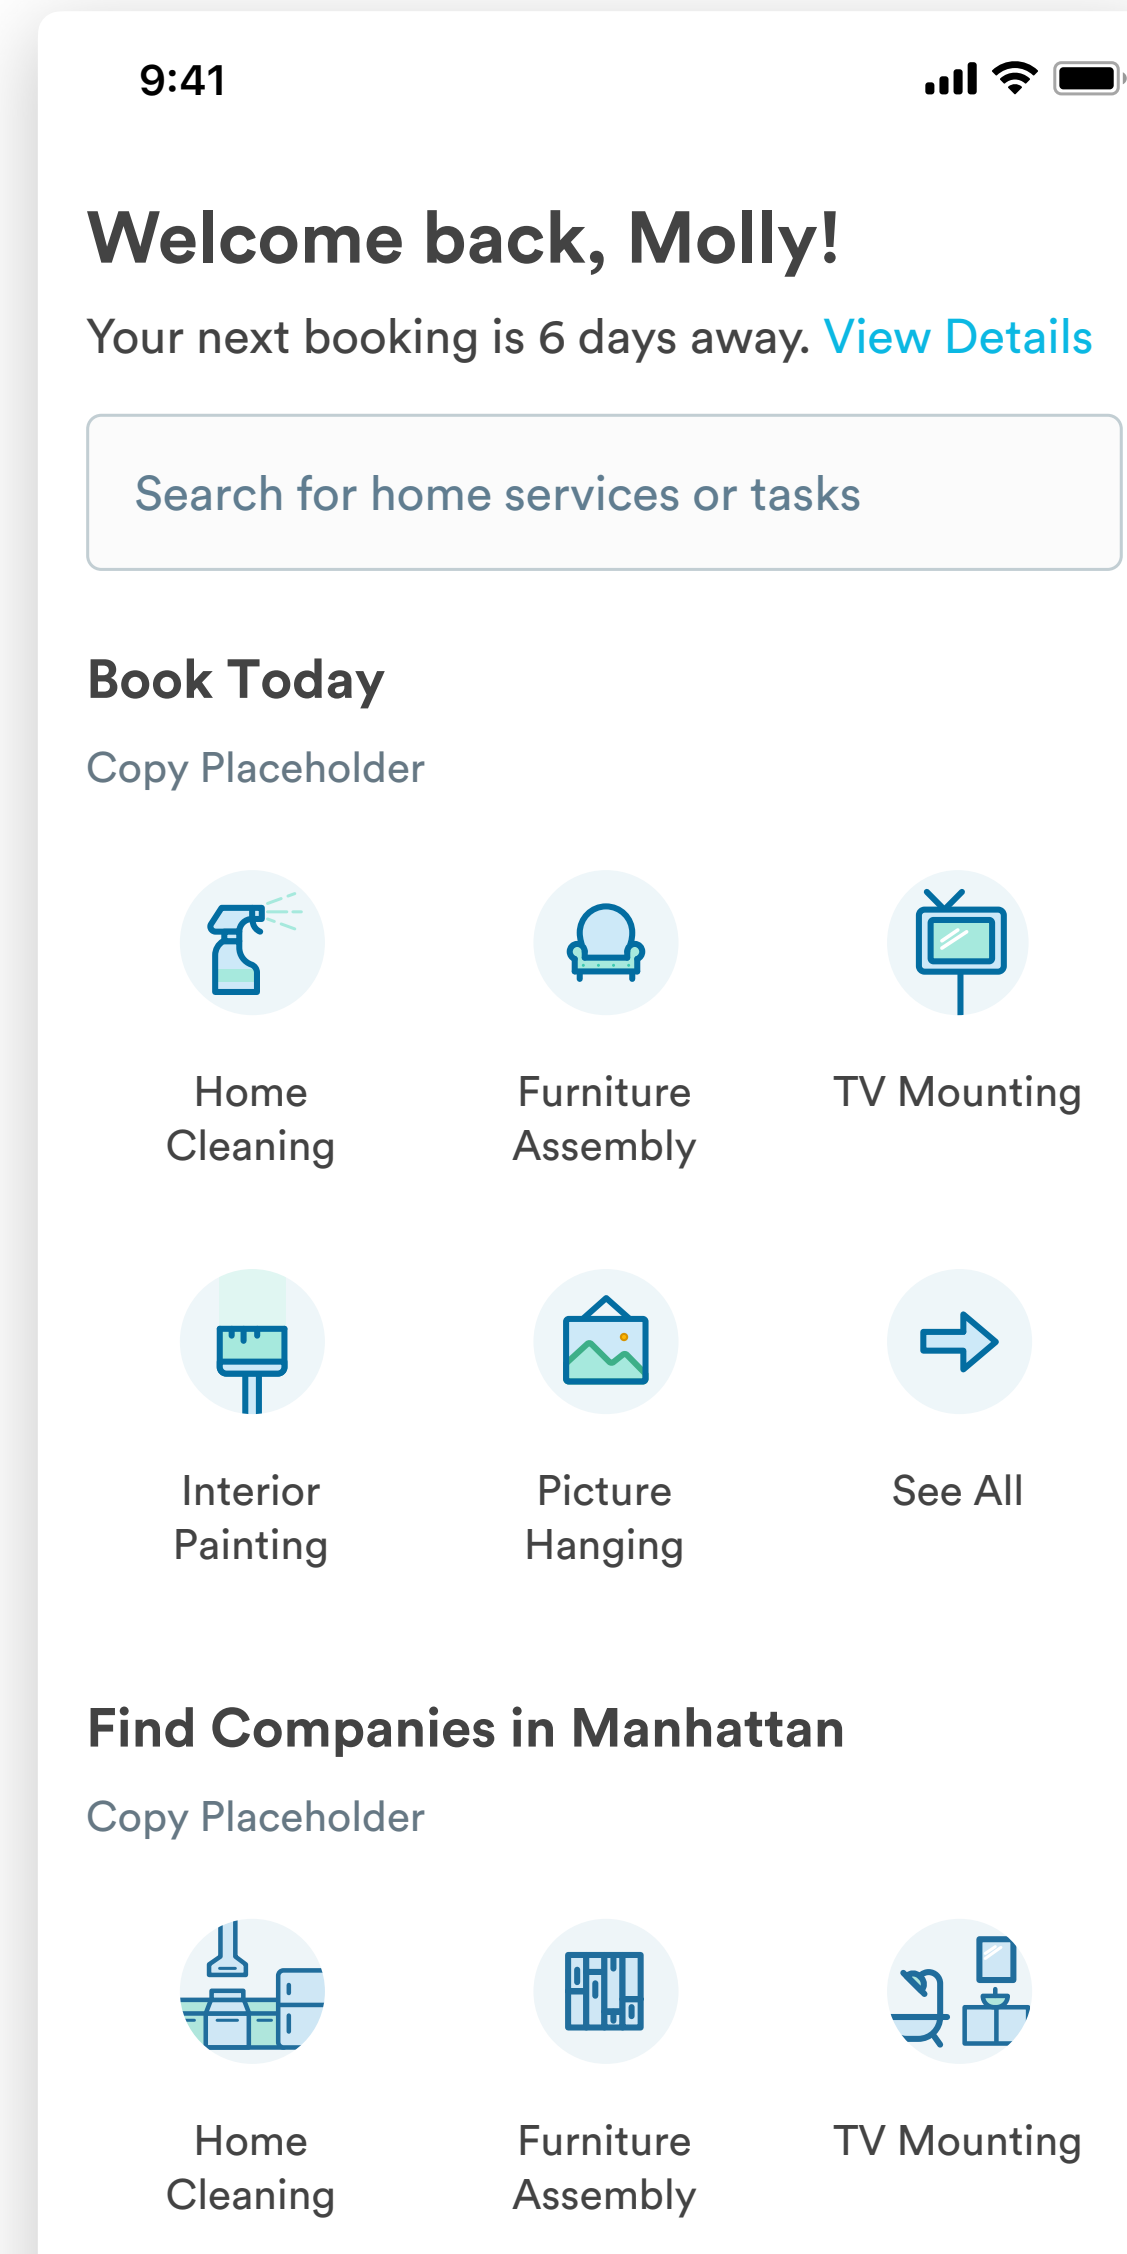 9:41
Welcome back, Molly!
Your next booking is 6 days away. View Details
Search for home services or tasks
Book Today
Copy Placeholder
Home
Cleaning
Furniture
Assembly
TV Mounting
Interior
Painting
Picture
Hanging
See All
Find Companies in Manhattan
Copy Placeholder
Home
Cleaning
Furniture
Assembly
TV Mounting